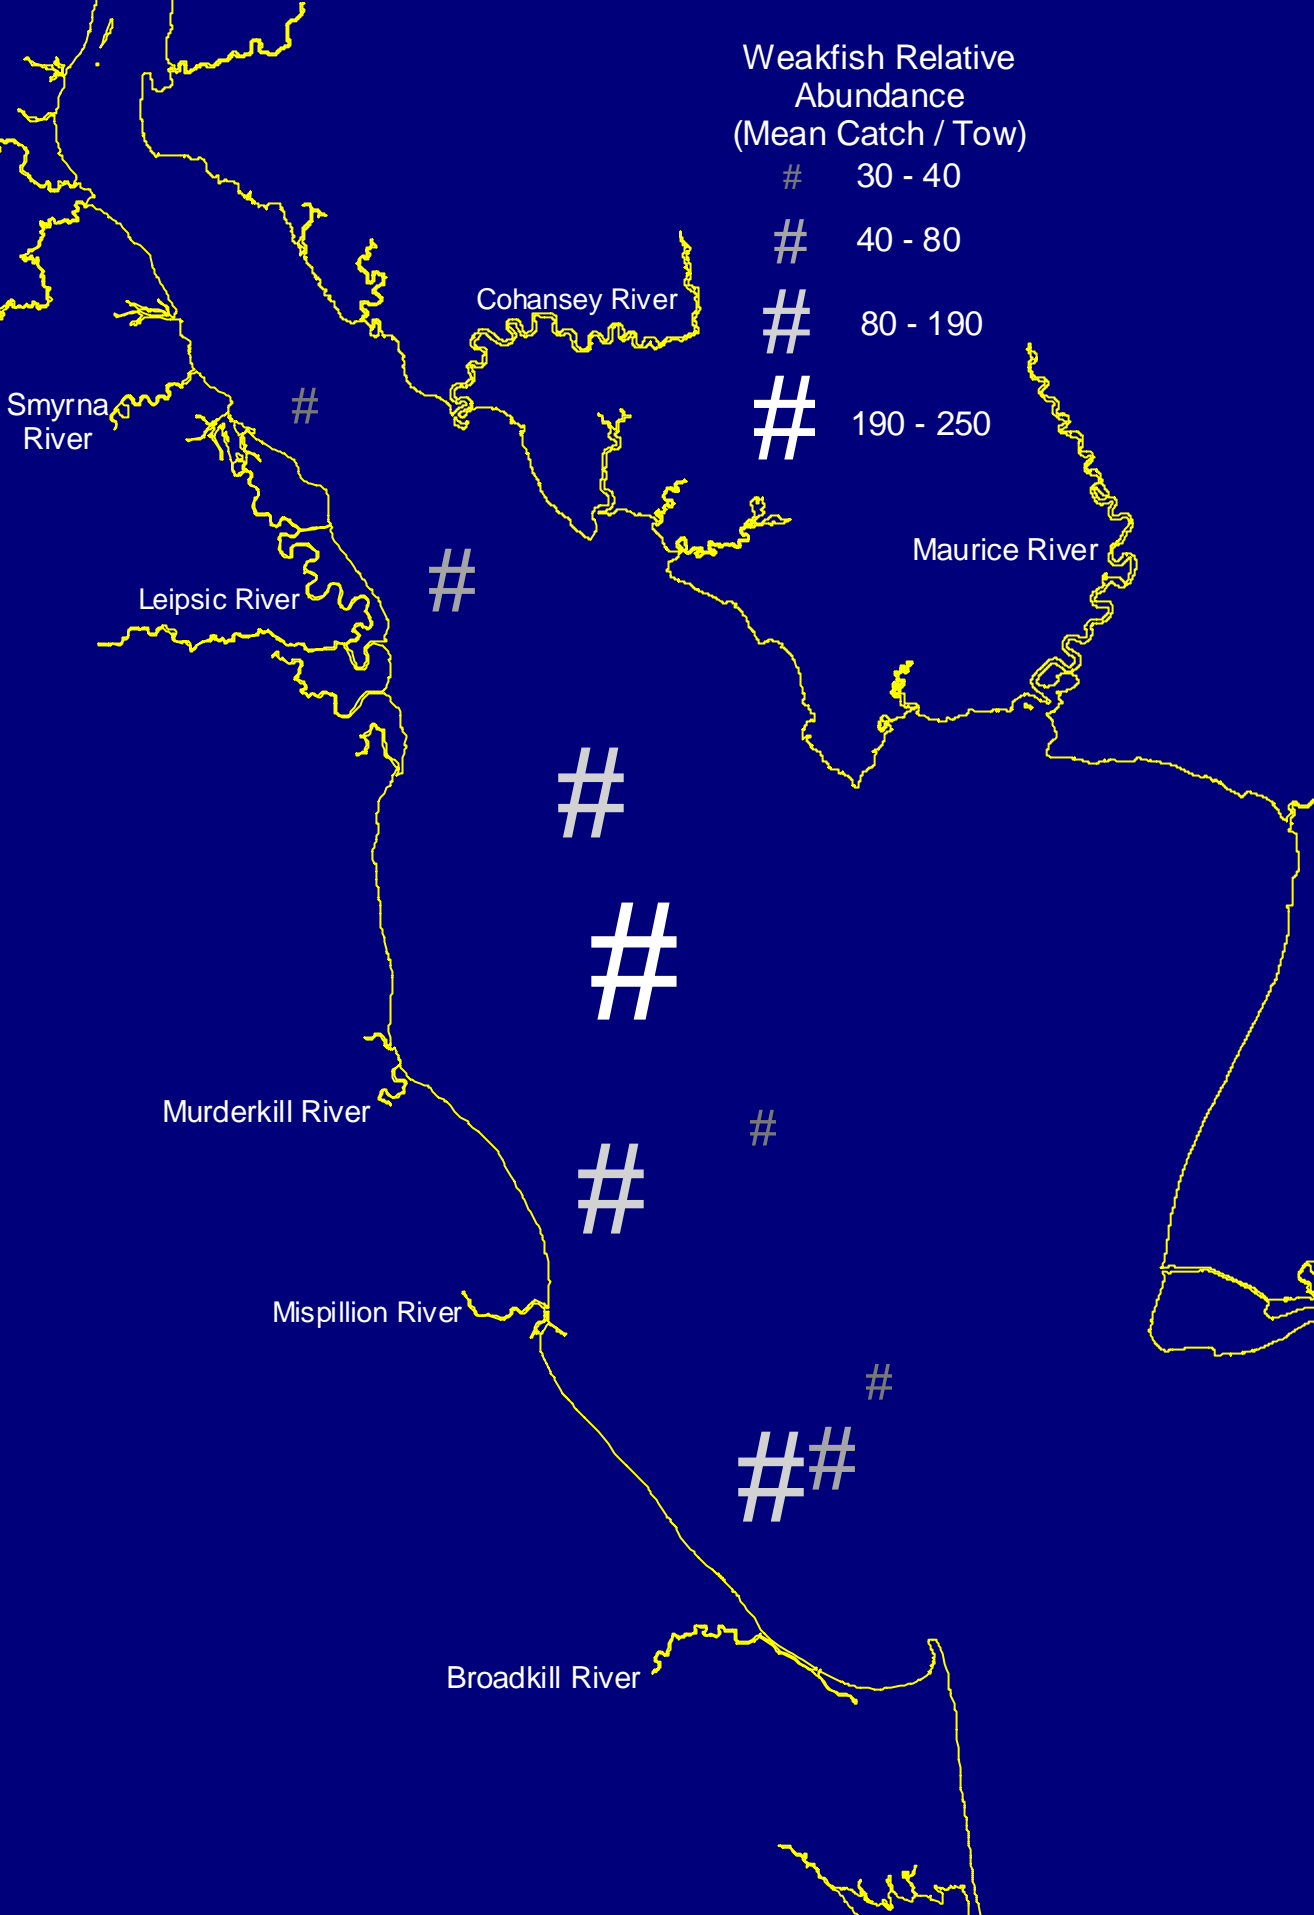 Weakfish Relative
Abundance
(Mean Catch / Tow)
# 30 - 40
# 40 - 80
# 80 - 190
# 190 - 250
Cohansey River
Smyrna
River
#
Maurice River
#
Leipsic River
#
#
Murderkill River
#
#
Mispillion River
#
# #
Broadkill River